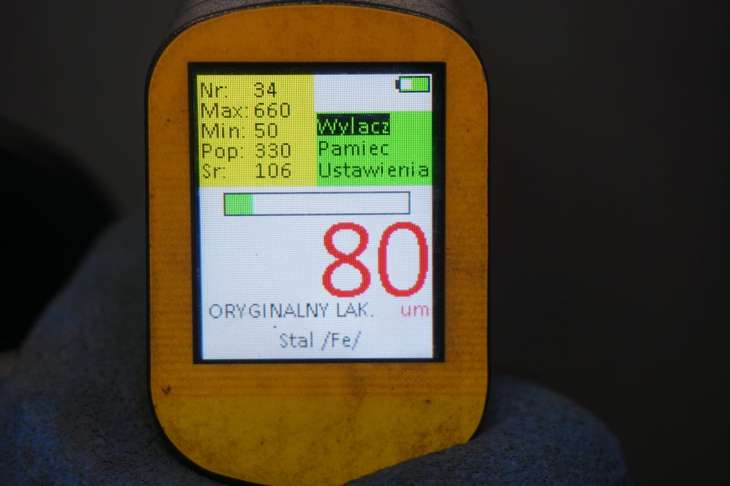 Nr: 34
Max: 660
Min: 50
Pop: 330
Sr: 106
Wylacz
Pamiec
Ustawienia
80
ORYGINALNY LAK. um
Stal /Fe/